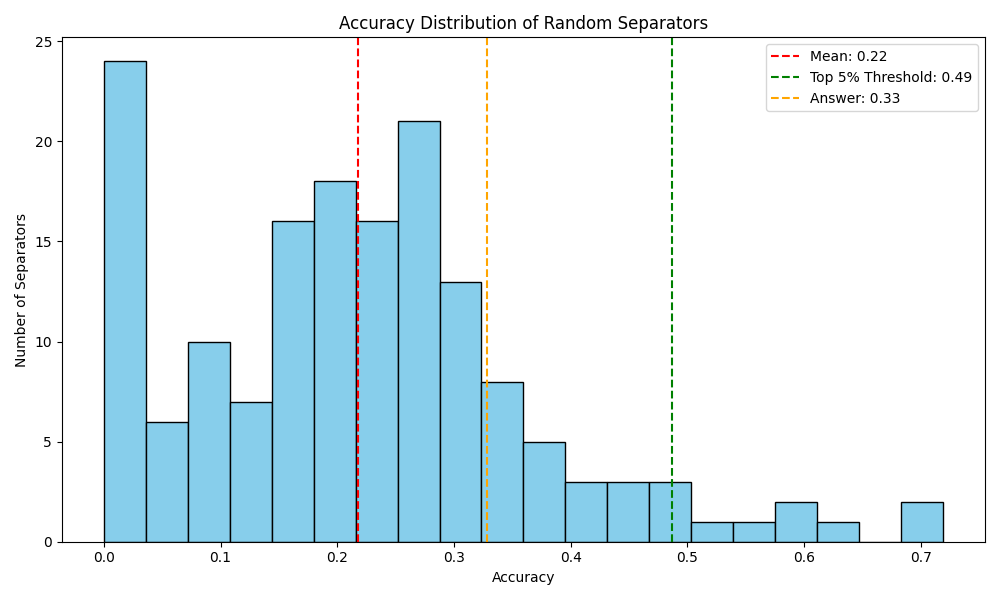 Accuracy Distribution of Random Separators
Mean: 0.22
Top 5% Threshold: 0.49
Answer: 0.33
Number of Separators
25
20
15
10
5
0
0.0 0.1 0.2 0.3 0.4 0.5 0.6 0.7
Accuracy